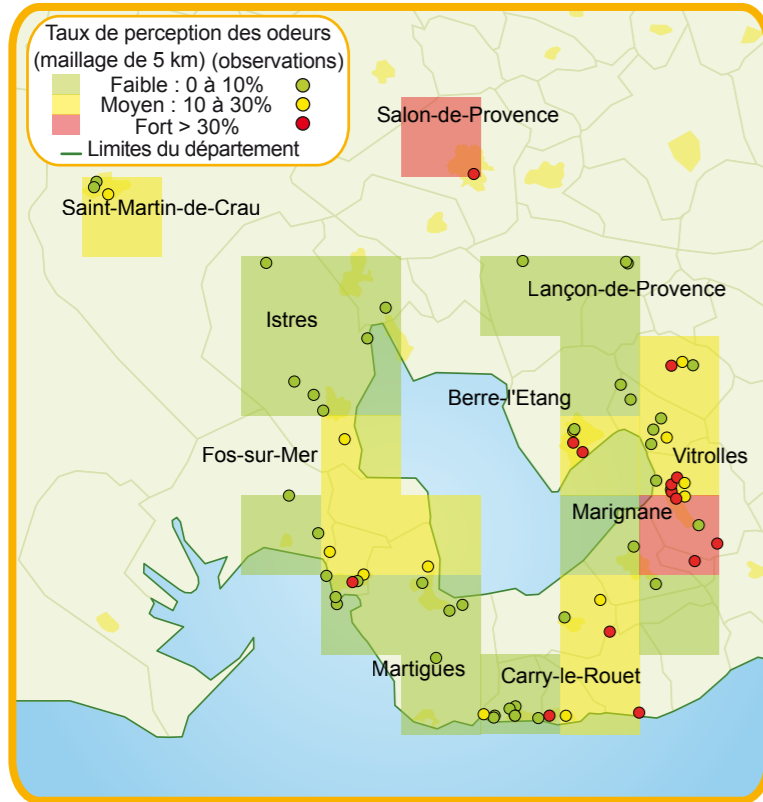 Taux de perception des odeurs
(maillage de 5 km) (observations)
Faible : 0 à 10%
Moyen : 10 à 30%
Fort > 30%
Limites du département
Salon-de-Provence
Saint-Martin-de-Crau
Lançon-de-Provence
Istres
Berre-l'Etang
Fos-sur-Mer
Vitrolles
Marignane
Martigues
Carry-le-Rouet